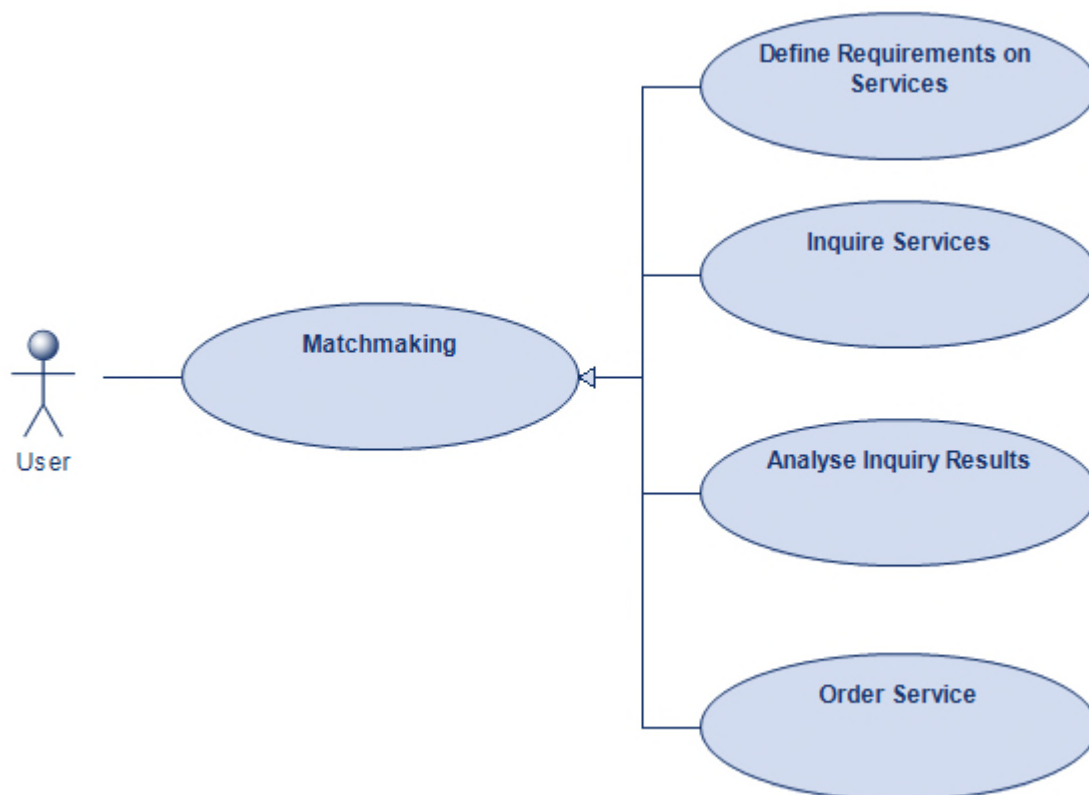 Define Requirements on
Services
Inquire Services
Matchmaking
User
Analyse Inquiry Results
Order Service